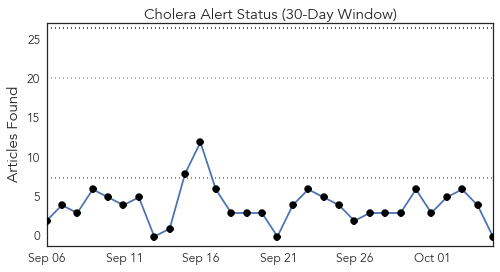 Cholera Alert Status (30-Day Window)
Articles Found
25
20
15
10
5
0
Sep 06 Sep 11 Sep 16 Sep 21 Sep 26 Oct 01